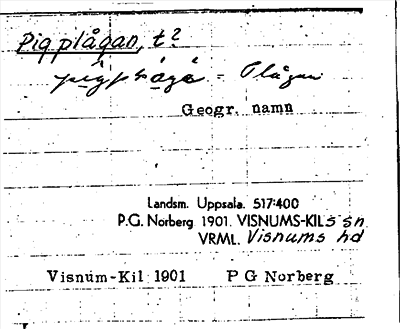 Pigplågan, t?
= Plågan
Geogr. namn
Landsm. Uppsala. 517:400
P.G. Norberg 1901. VISNUMS-KILS sn
VRML. Visnums hd
Visnum-Kil 1901 P G Norberg